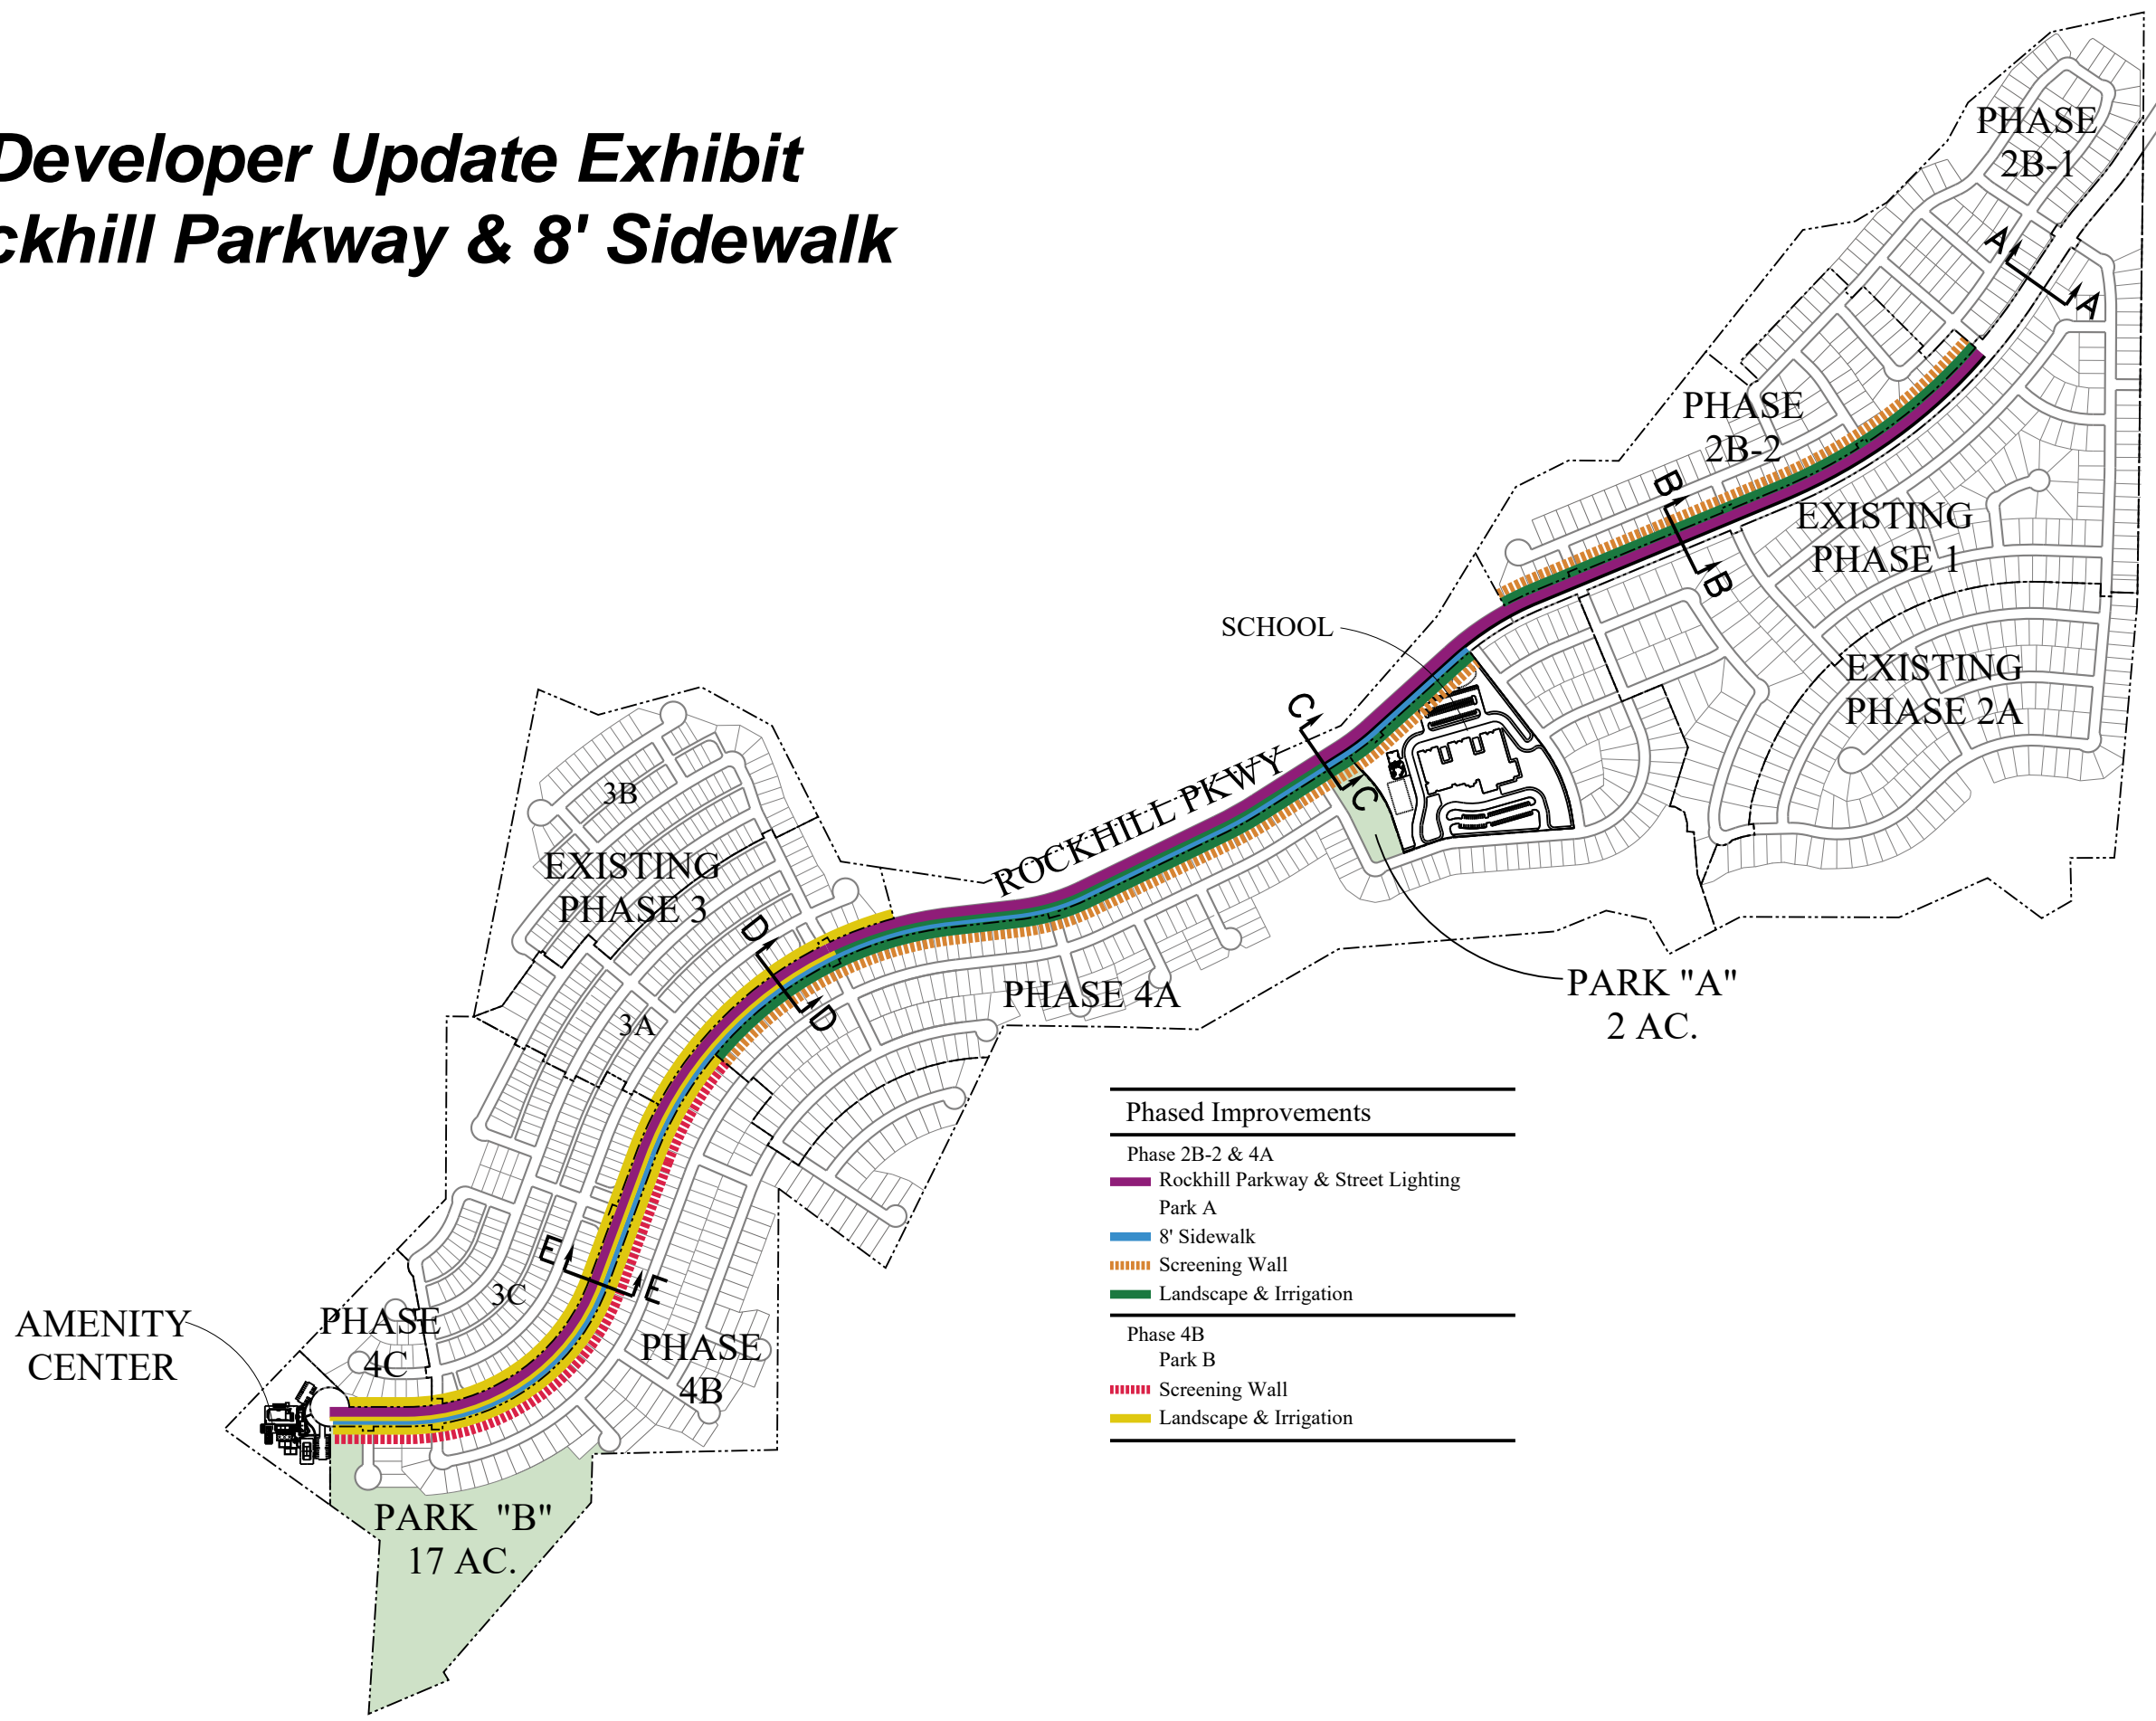 Developer Update Exhibit
ckhill Parkway & 8' Sidewalk
PHASE
2B-1
A
A
PHASE
2B-2
B
B
EXISTING
PHASE 1
SCHOOL
EXISTING
PHASE 2A
C
C
ROCKHILL PKWY
3B
EXISTING
PHASE 3
D
D
3A
PHASE 4A
PARK "A"
2 AC.
Phased Improvements
Phase 2B-2 & 4A
Rockhill Parkway & Street Lighting
Park A
8' Sidewalk
Screening Wall
Landscape & Irrigation
Phase 4B
Park B
Screening Wall
Landscape & Irrigation
E
E
3C
AMENITY
CENTER
PHASE
4C
PHASE
4B
PARK "B"
17 AC.